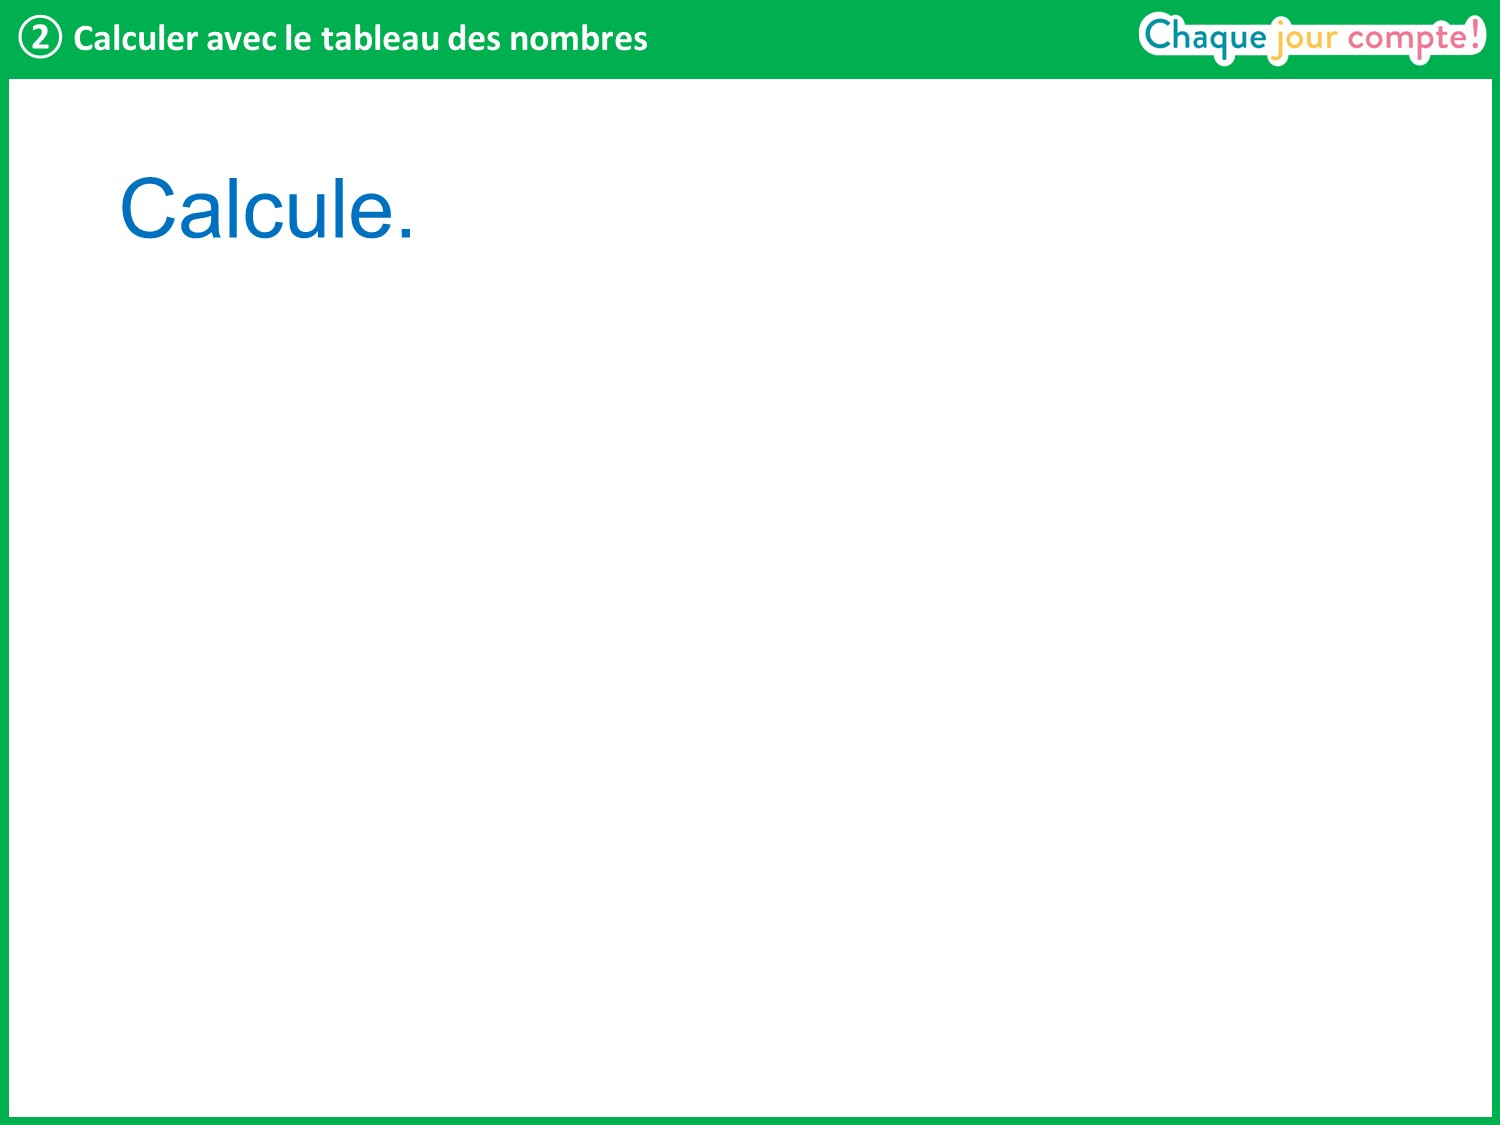 ② Calculer avec le tableau des nombres
Chaque jour compte!
Calcule.